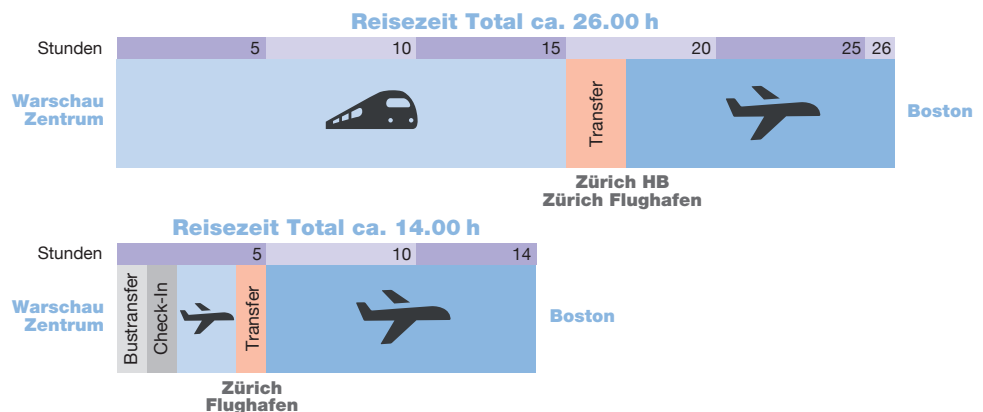 Reisezeit Total ca. 26.00 h
Stunden 5 10 15 20 25 26
Warschau
Zentrum
Transfer
Boston
Zürich HB
Zürich Flughafen
Reisezeit Total ca. 14.00 h
Stunden 5 10 14
Warschau
Zentrum
Bustransfer
Check-In
Transfer
Boston
Zürich
Flughafen